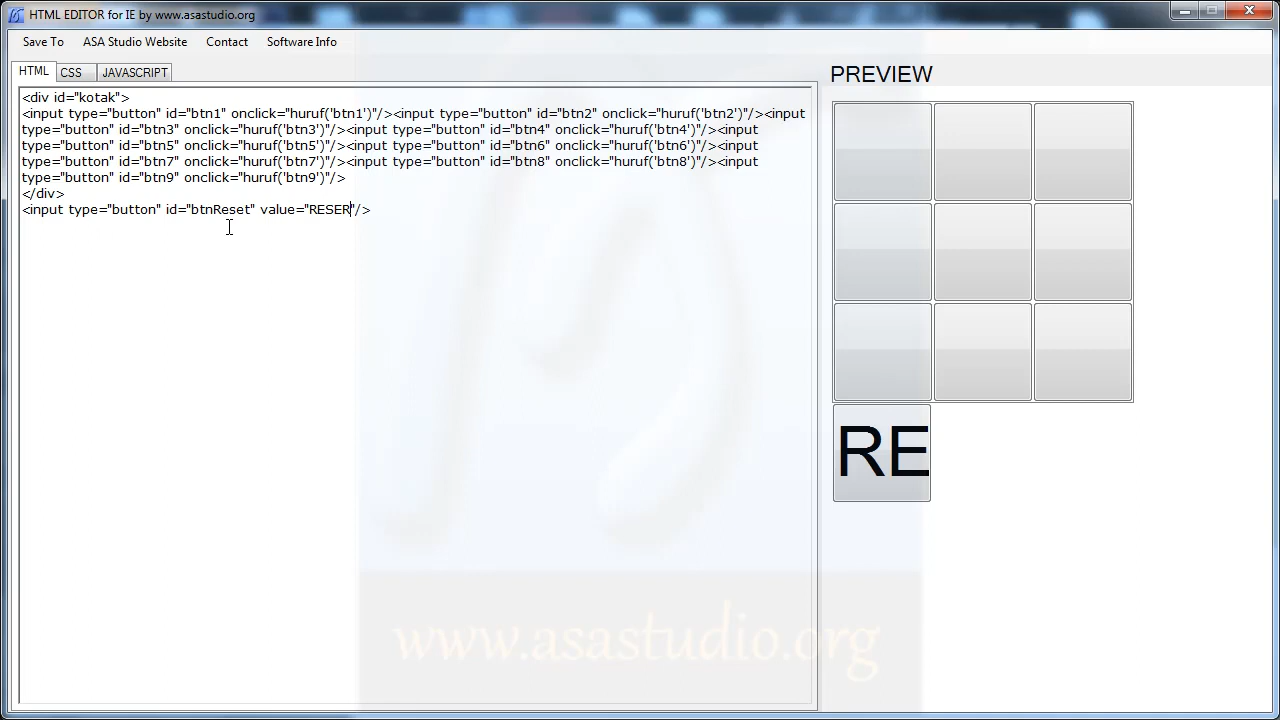 HTML EDITOR for IE by www.asastudio.org
Save To ASA Studio Website Contact Software Info
HTML CSS JAVASCRIPT
<div id="kotak">
<input type="button" id="btn1" onclick="huruf('btn1')"/><input type="button" id="btn2" onclick="huruf('btn2')"/><input
type="button" id="btn3" onclick="huruf('btn3')"/><input type="button" id="btn4" onclick="huruf('btn4')"/><input
type="button" id="btn5" onclick="huruf('btn5')"/><input type="button" id="btn6" onclick="huruf('btn6')"/><input
type="button" id="btn7" onclick="huruf('btn7')"/><input type="button" id="btn8" onclick="huruf('btn8')"/><input
type="button" id="btn9" onclick="huruf('btn9')"/>
</div>
<input type="button" id="btnReset" value="RESER"/>
PREVIEW
RE
www.asastudio.org